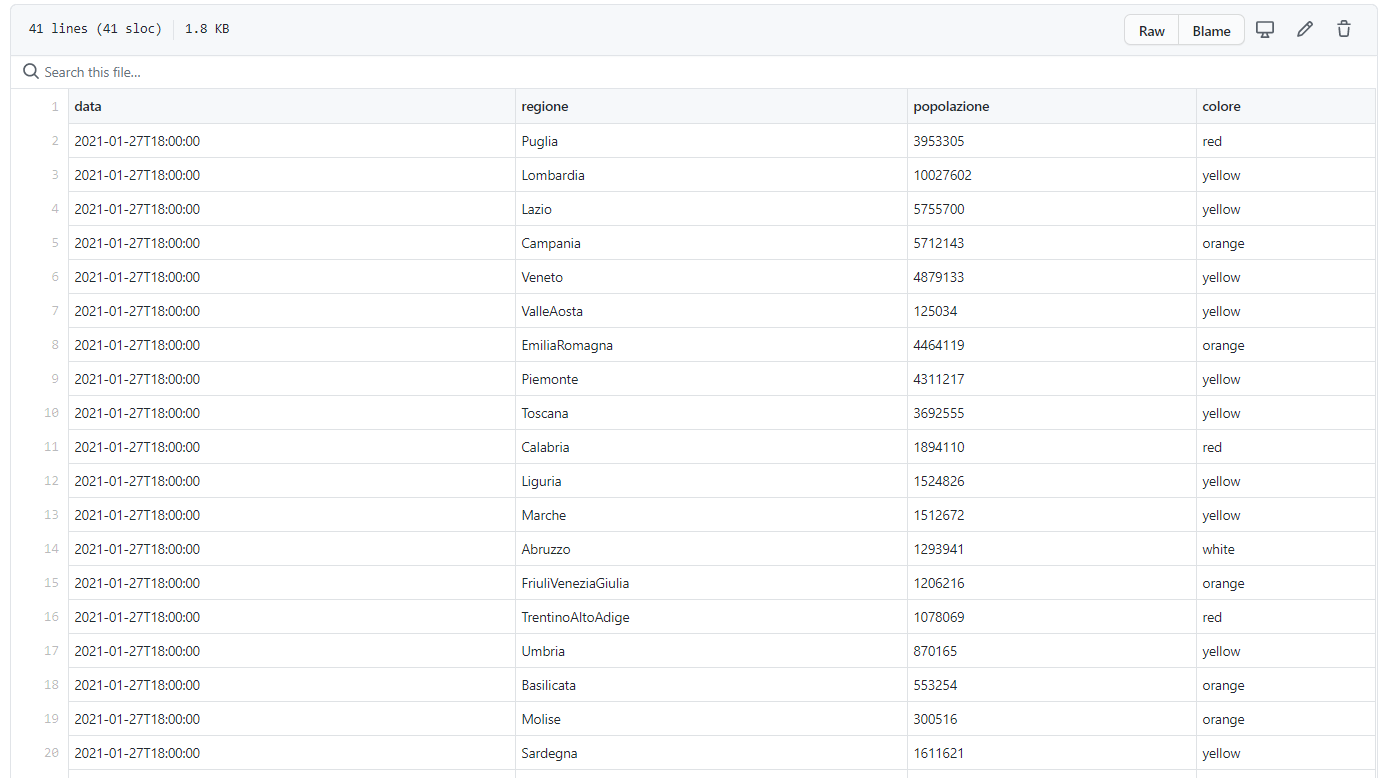 41 lines (41 sloc) 1.8 KB Raw Blame
Search this file...
1 data regione popolazione colore
2 2021-01-27T18:00:00 Puglia 3953305 red
3 2021-01-27T18:00:00 Lombardia 10027602 yellow
4 2021-01-27T18:00:00 Lazio 5755700 yellow
5 2021-01-27T18:00:00 Campania 5712143 orange
6 2021-01-27T18:00:00 Veneto 4879133 yellow
7 2021-01-27T18:00:00 ValleAosta 125034 yellow
8 2021-01-27T18:00:00 EmiliaRomagna 4464119 orange
9 2021-01-27T18:00:00 Piemonte 4311217 yellow
10 2021-01-27T18:00:00 Toscana 3692555 yellow
11 2021-01-27T18:00:00 Calabria 1894110 red
12 2021-01-27T18:00:00 Liguria 1524826 yellow
13 2021-01-27T18:00:00 Marche 1512672 yellow
14 2021-01-27T18:00:00 Abruzzo 1293941 white
15 2021-01-27T18:00:00 FriuliVeneziaGiulia 1206216 orange
16 2021-01-27T18:00:00 TrentinoAltoAdige 1078069 red
17 2021-01-27T18:00:00 Umbria 870165 yellow
18 2021-01-27T18:00:00 Basilicata 553254 orange
19 2021-01-27T18:00:00 Molise 300516 orange
20 2021-01-27T18:00:00 Sardegna 1611621 yellow